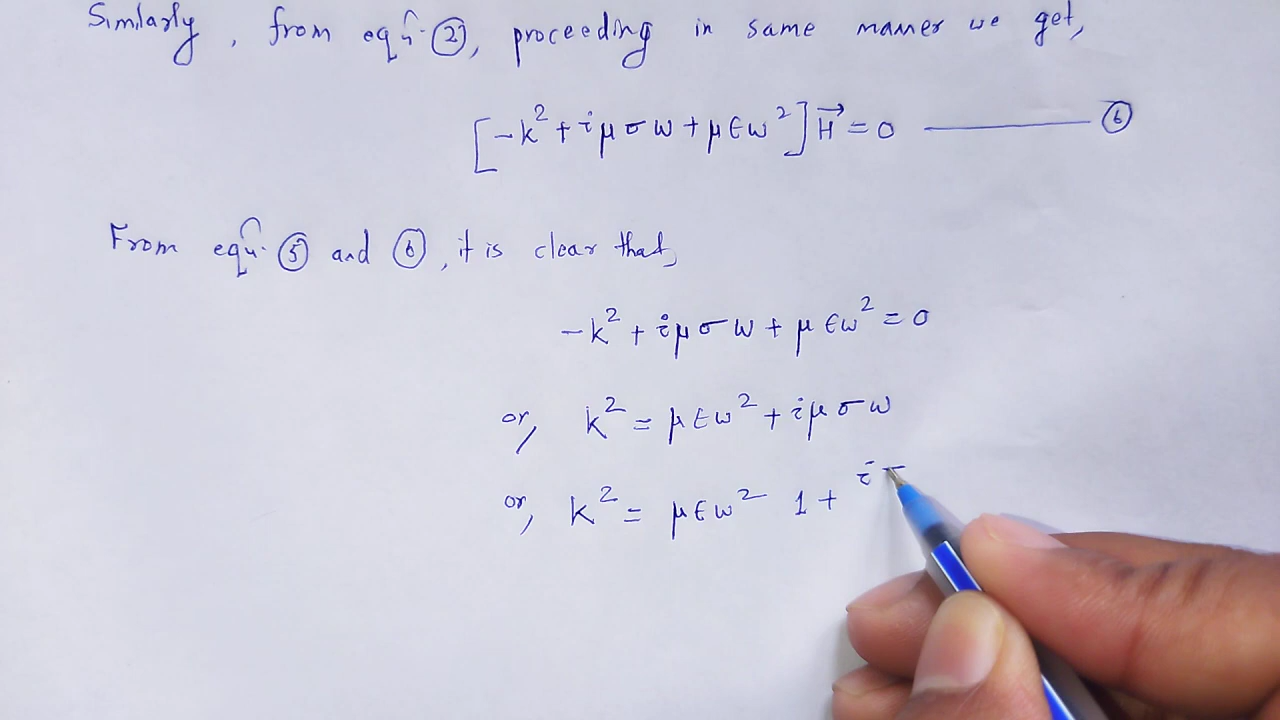 Similarly, from eqn. ②, proceeding in same manner we get,
[-k² + iμσω + μϵω²] H⃗ = 0 ——— ⑥
From eqn. ⑤ and ⑥, it is clear that,
-k² + iμσω + μϵω² = 0
or, k² = μϵω² + iμσω
or, k² = μϵω² 1 + i